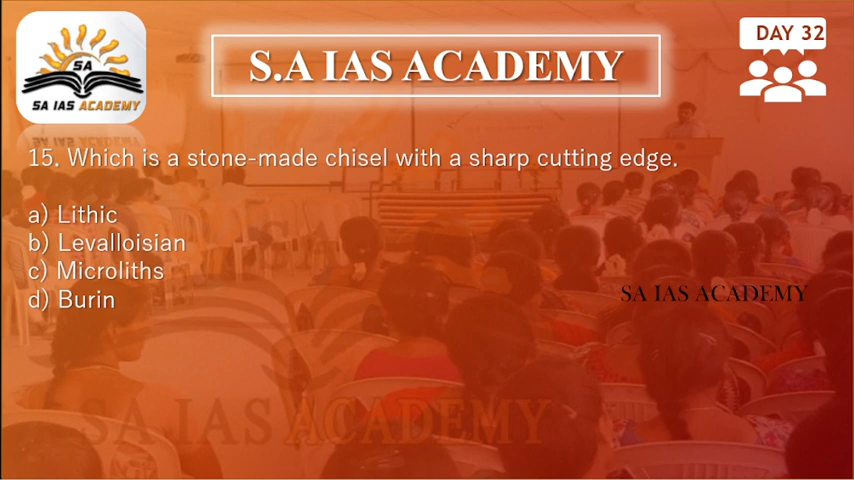 DAY 32
S.A IAS ACADEMY
SA
SA IAS ACADEMY
15. Which is a stone-made chisel with a sharp cutting edge.
a) Lithic
b) Levalloisian
c) Microliths
d) Burin
SA IAS ACADEMY
SA IAS ACADEMY